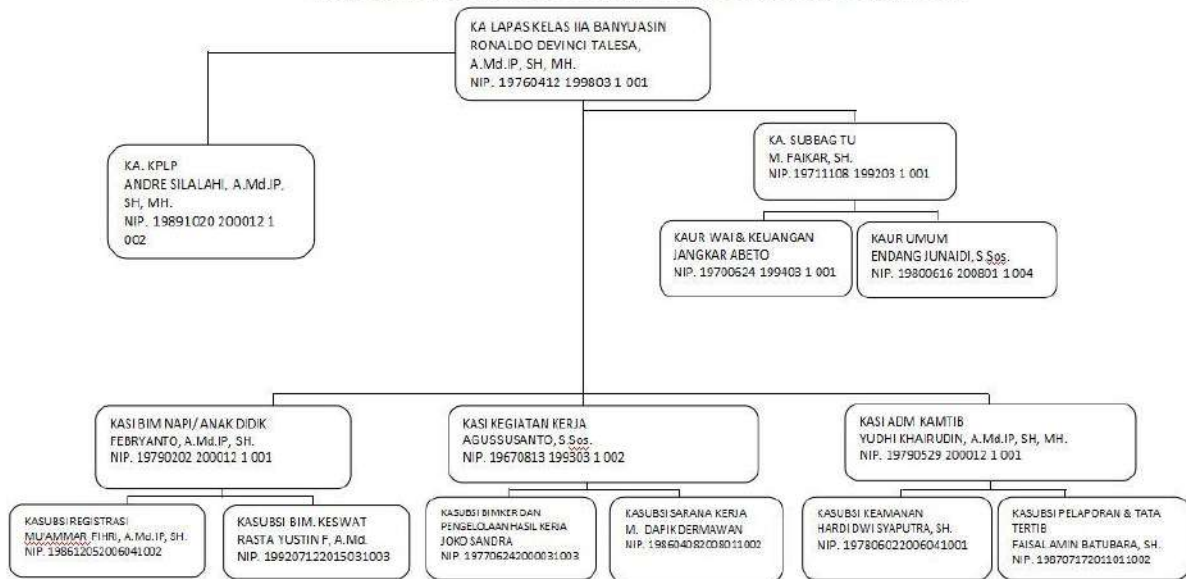 KA LAPAS KELAS IIA BANYUASIN
RONALDO DEVINCI TALESA,
A.Md.IP, SH, MH.
NIP. 19760412 199803 1 001
KA. KPLP
ANDRE SILALAHI, A.Md.IP,
SH, MH.
NIP. 19891020 200012 1
002
KA. SUBBAG TU
M. FAIKAR, SH.
NIP. 19711108 199203 1 001
KAUR WAI & KEUANGAN
JANGKAR ABETO
NIP. 19700624 199403 1 001
KAUR UMUM
ENDANG JUNAIDI, S.Sos.
NIP. 19800616 200801 1 004
KASI BIM NAPI/ ANAK DIDIK
FEBRYANTO, A.Md.IP, SH.
NIP. 19790202 200012 1 001
KASI KEGIATAN KERJA
AGUSSUSANTO, S.Sos.
NIP. 19670813 199303 1 002
KASI ADM KAMTIB
YUDHI KHAIRUDIN, A.Md.IP, SH, MH.
NIP. 19790529 200012 1 001
KASUBSI REGISTRASI
MU'AMMAR FIHRI, A.Md.IP, SH.
NIP. 198612052006041002
KASUBSI BIM. KESWAT
RASTA YUSTIN F, A.Md.
NIP. 199207122015031003
KASUBSI BIMKER DAN
PENGELOLAAN HASIL KERJA
JOKO SANDRA
NIP. 197706242000031003
KASUBSI SARANA KERJA
M. DAPIK DERMAWAN
NIP. 198604082008011002
KASUBSI KEAMANAN
HARDI DWI SYAPUTRA, SH.
NIP. 197806022006041001
KASUBSI PELAPORAN & TATA
TERTIB
FAISAL AMIN BATUBARA, SH.
NIP. 198707172011011002